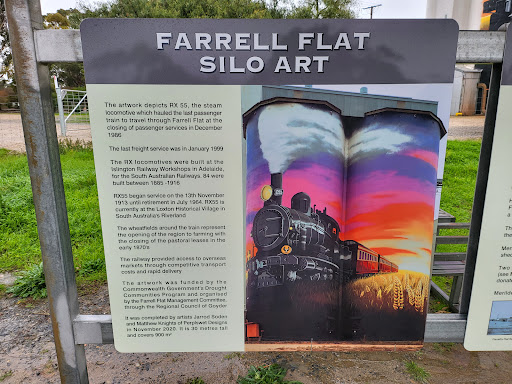 FARRELL FLAT
SILO ART
The artwork depicts RX 55, the steam
locomotive which hauled the last passenger
train to travel through Farrell Flat at the
closing of passenger services in December
1986
The last freight service was in January 1999
The RX locomotives were built at the
Islington Railway Workshops in Adelaide,
for the South Australian Railways. 84 were
built between 1885 -1916
RX55 began service on the 13th November
1913 until retirement in July 1964. RX55 is
currently at the Loxton Historical Village in
South Australia's Riverland
The wheatfields around the train represent
the opening of the region to farming with
the closing of the pastoral leases in the
early 1870's
The railway provided access to overseas
markets through competitive transport
costs and rapid delivery
The artwork was funded by the
Commonwealth Government's Drought
Communities Program and organised
by the Farrell Flat Management Committee,
through the Regional Council of Goyder.
It was completed by artists Jarrod Soden
and Matthew Knights of Perplswel Designs
in November 2020. It is 30 metres tall
and covers 900 m²